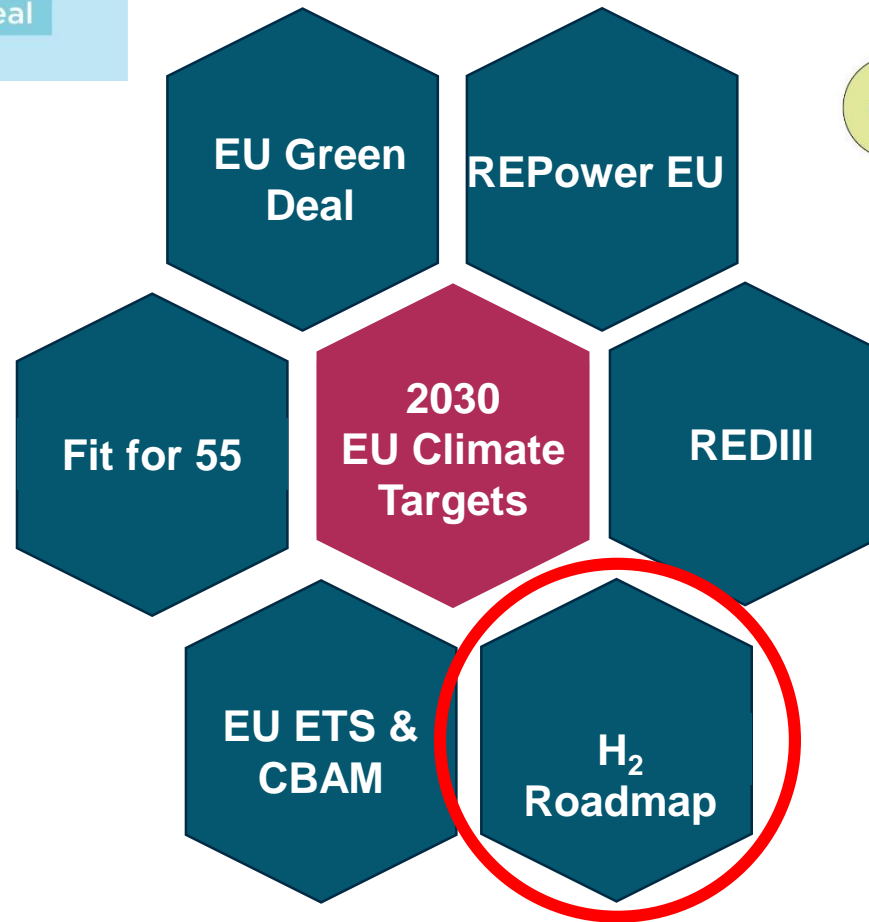 eal
EU Green
Deal
REPower EU
Fit for 55
2030
EU Climate
Targets
REDIII
EU ETS &
CBAM
H₂
Roadmap